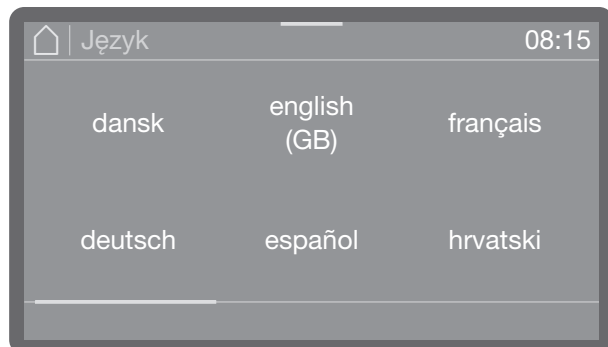 Język 08:15
dansk
english
(GB)
français
deutsch
español
hrvatski